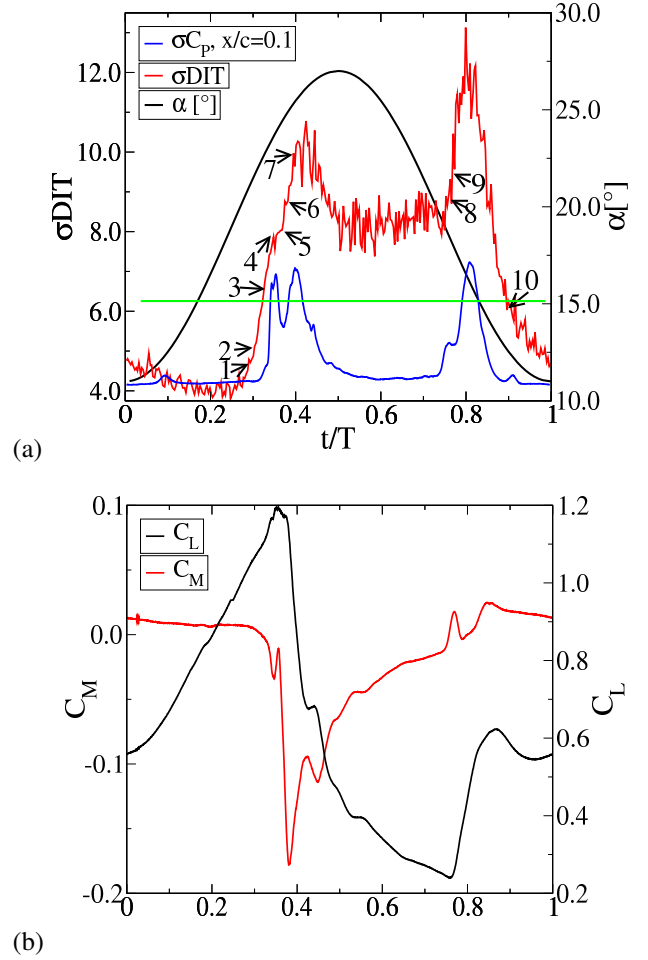 σC_P, x/c=0.1
σDIT
α [°]
30.0
25.0
20.0
15.0
10.0
α[°]
12.0
10.0
8.0
6.0
4.0
σDIT
1
2
3
4
5
6
7
8
9
10
0 0.2 0.4 0.6 0.8 1
t/T
(a)
C_L
C_M
0.1
0.0
-0.1
-0.2
C_M
1.2
1.0
0.8
0.6
0.4
0.2
C_L
0 0.2 0.4 0.6 0.8 1
(b)